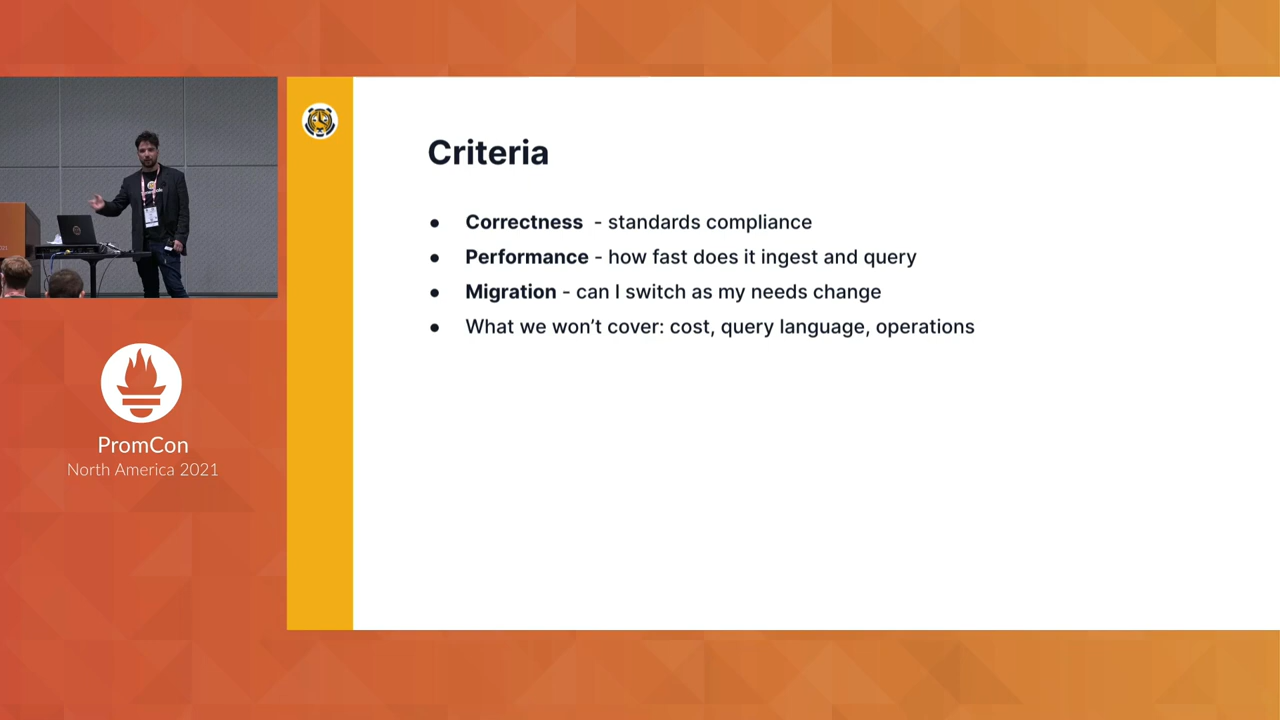 Criteria
● Correctness - standards compliance
● Performance - how fast does it ingest and query
● Migration - can I switch as my needs change
● What we won't cover: cost, query language, operations
PromCon
North America 2021